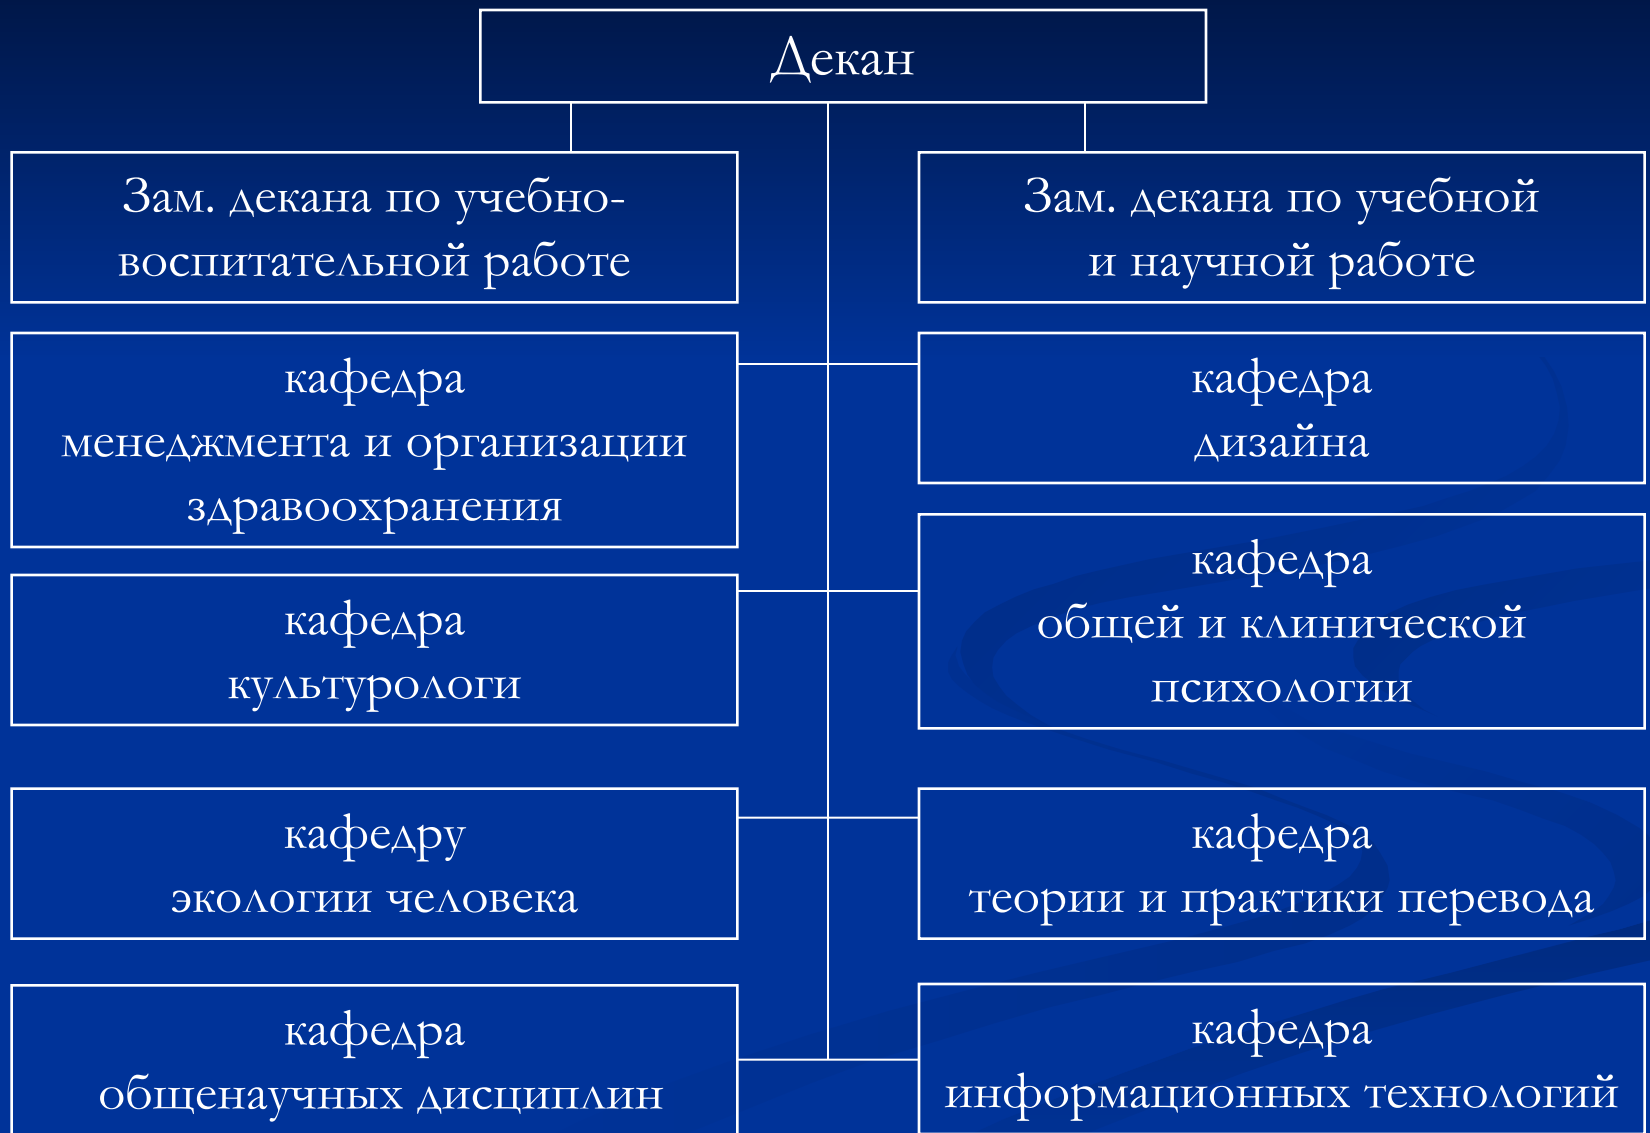 Декан
Зам. декана по учебно-
воспитательной работе
Зам. декана по учебной
и научной работе
кафедра
менеджмента и организации
здравоохранения
кафедра
дизайна
кафедра
культурологи
кафедра
общей и клинической
психологии
кафедру
экологии человека
кафедра
теории и практики перевода
кафедра
общенаучных дисциплин
кафедра
информационных технологий